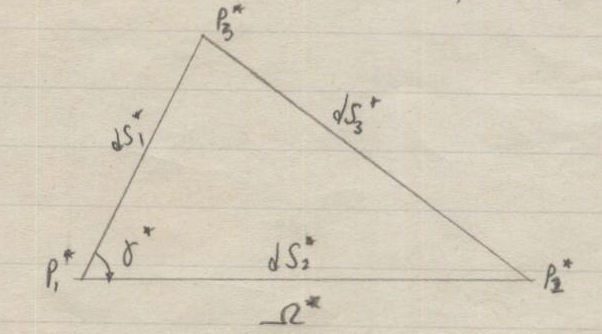 P₃*
dS₁*
dS₃*
γ*
P₁*
dS₂*
P₂*
Ω*